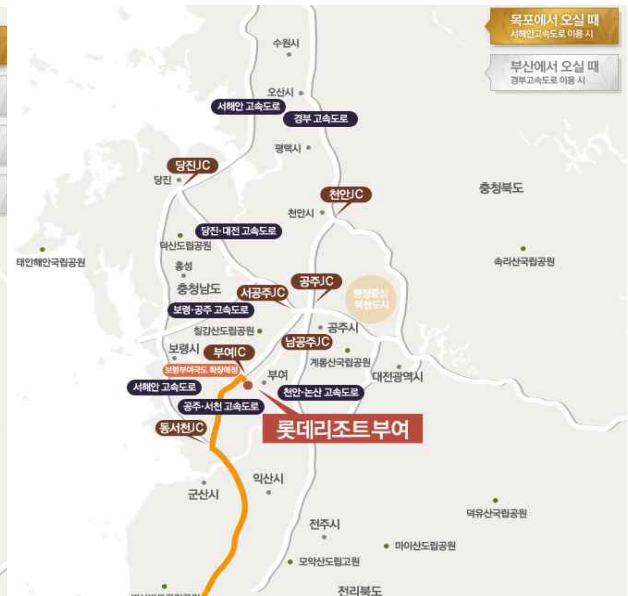 목포에서 오실 때
서해안고속도로 이용 시
부산에서 오실 때
경부고속도로 이용 시
수원시
오산시
서해안 고속도로
경부 고속도로
평택시
당진JC
당진
천안JC
충청북도
천안시
당진·대전 고속도로
덕산도립공원
태안해안국립공원
속리산국립공원
홍성
충청남도
서공주JC
공주JC
행정중심
복합도시
보령·공주 고속도로
칠갑산도립공원
공주시
남공주JC
보령시
부여IC
계룡산국립공원
보령부여국도 확장예정
부여
대전광역시
서해안 고속도로
천안·논산 고속도로
공주·서천 고속도로
동서천JC
롯데리조트부여
익산시
군산시
덕유산국립공원
전주시
마이산도립공원
모악산도립고원
전리북도